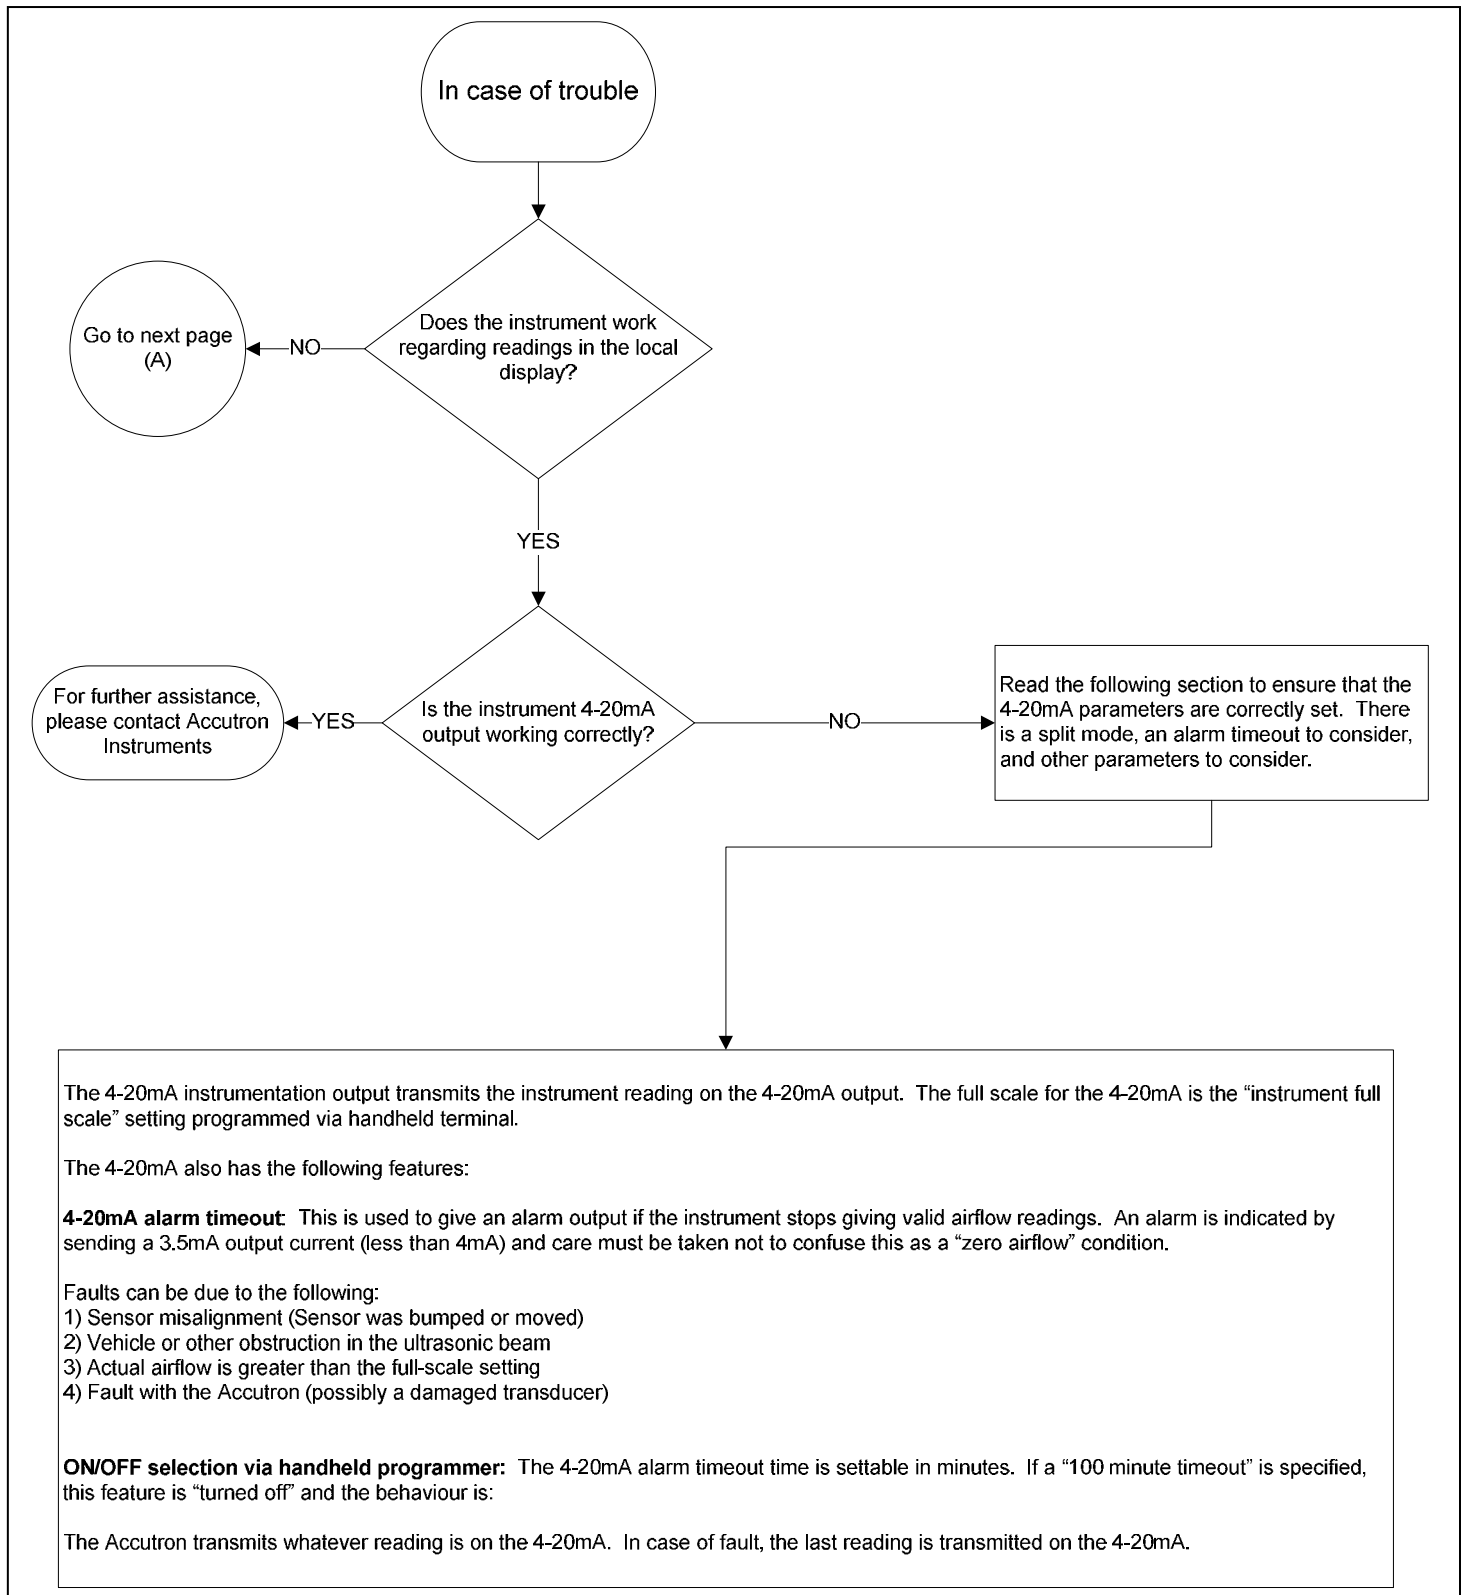 In case of trouble
Does the instrument work
regarding readings in the local
display?
NO
Go to next page
(A)
YES
Is the instrument 4-20mA
output working correctly?
YES
For further assistance,
please contact Accutron
Instruments
NO
Read the following section to ensure that the
4-20mA parameters are correctly set. There
is a split mode, an alarm timeout to consider,
and other parameters to consider.
The 4-20mA instrumentation output transmits the instrument reading on the 4-20mA output. The full scale for the 4-20mA is the “instrument full
scale” setting programmed via handheld terminal.
The 4-20mA also has the following features:
4-20mA alarm timeout: This is used to give an alarm output if the instrument stops giving valid airflow readings. An alarm is indicated by
sending a 3.5mA output current (less than 4mA) and care must be taken not to confuse this as a “zero airflow” condition.
Faults can be due to the following:
1) Sensor misalignment (Sensor was bumped or moved)
2) Vehicle or other obstruction in the ultrasonic beam
3) Actual airflow is greater than the full-scale setting
4) Fault with the Accutron (possibly a damaged transducer)
ON/OFF selection via handheld programmer: The 4-20mA alarm timeout time is settable in minutes. If a “100 minute timeout” is specified,
this feature is “turned off” and the behaviour is:
The Accutron transmits whatever reading is on the 4-20mA. In case of fault, the last reading is transmitted on the 4-20mA.